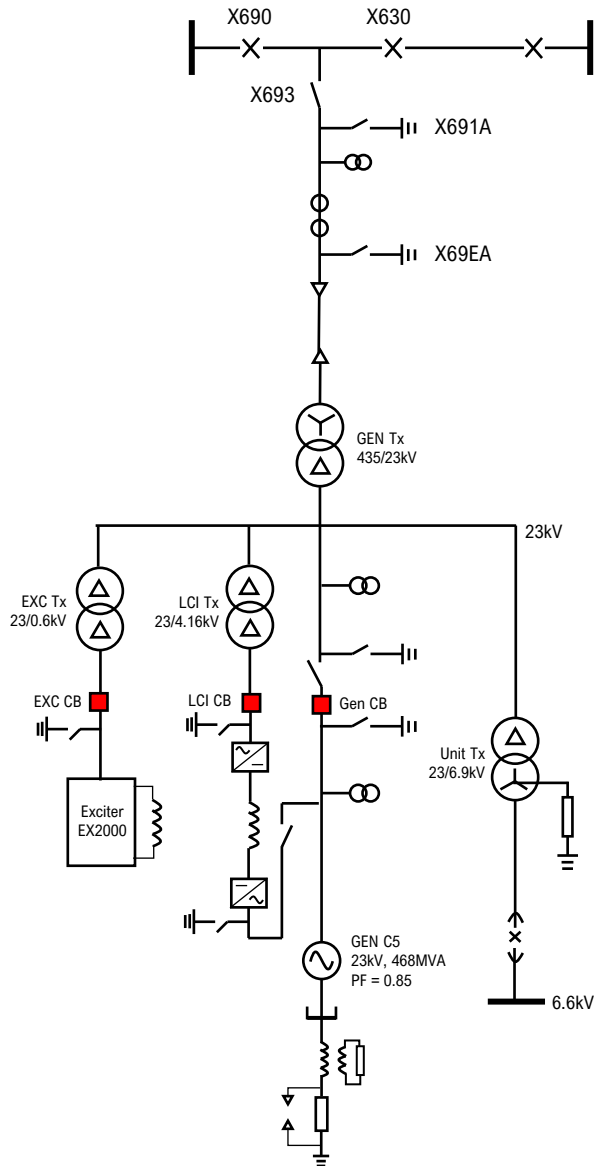 X690
X630
X693
X691A
X69EA
GEN Tx
435/23kV
23kV
EXC Tx
23/0.6kV
LCI Tx
23/4.16kV
EXC CB
LCI CB
Gen CB
Unit Tx
23/6.9kV
Exciter
EX2000
GEN C5
23kV, 468MVA
PF = 0.85
6.6kV